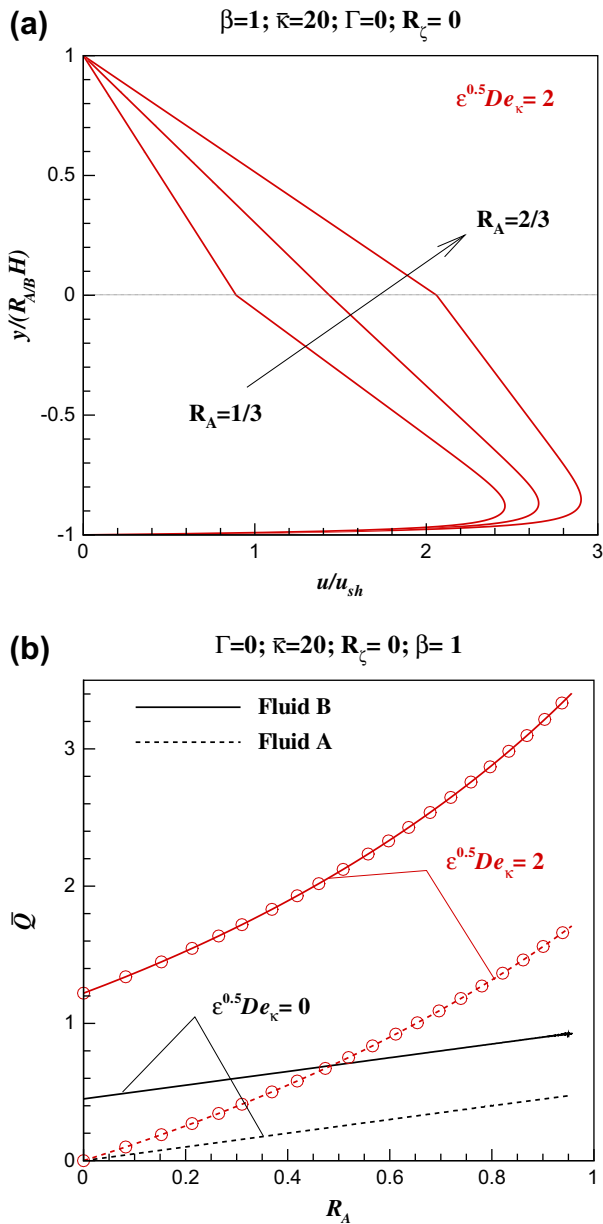 (a)
β=1; κ̄=20; Γ=0; R_ζ= 0
ε^0.5De_κ= 2
R_A=2/3
R_A=1/3
y/(R_A/B H)
1
0.5
0
-0.5
-1
0
1
2
3
u/u_sh
(b)
Γ=0; κ̄=20; R_ζ= 0; β= 1
Fluid B
Fluid A
ε^0.5De_κ= 2
ε^0.5De_κ= 0
Q̄
3
2
1
0
0
0.2
0.4
0.6
0.8
1
R_A